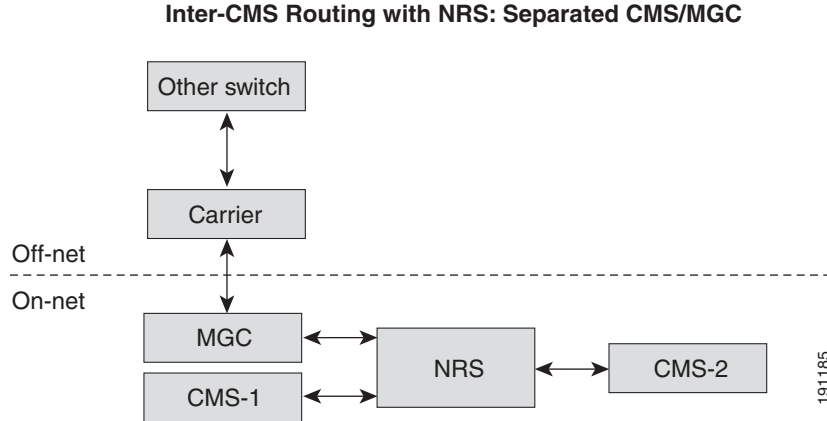 Inter-CMS Routing with NRS: Separated CMS/MGC
Other switch
Carrier
Off-net
On-net
MGC
NRS
CMS-2
CMS-1
191185